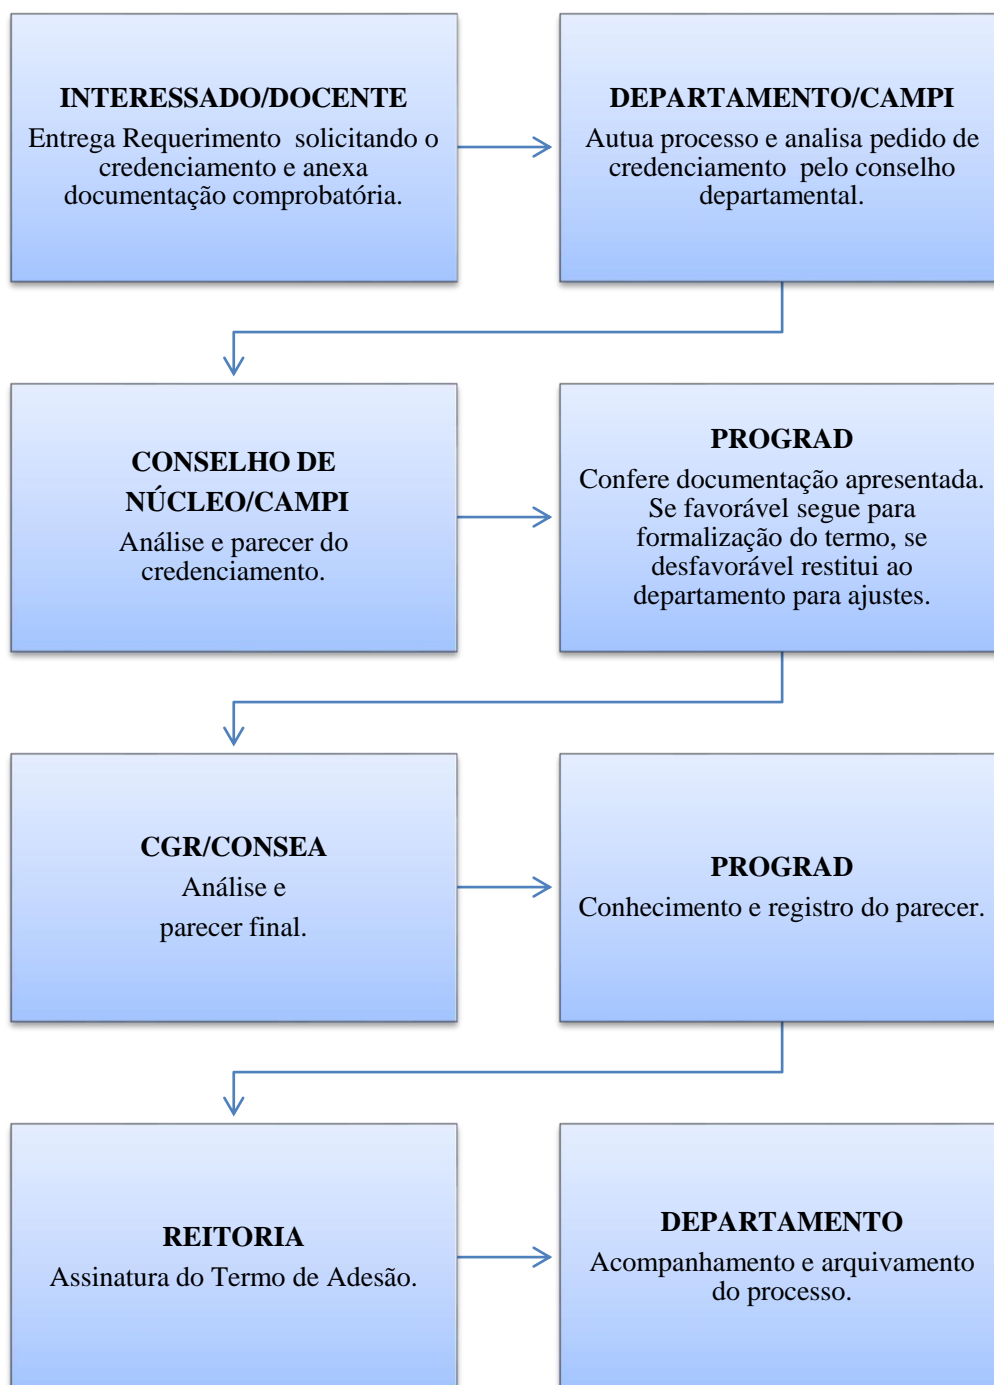 INTERESSADO/DOCENTE
Entrega Requerimento solicitando o
credenciamento e anexa
documentação comprobatória.
DEPARTAMENTO/CAMPI
Autua processo e analisa pedido de
credenciamento pelo conselho
departamental.
CONSELHO DE
NÚCLEO/CAMPI
Análise e parecer do
credenciamento.
PROGRAD
Confere documentação apresentada.
Se favorável segue para
formalização do termo, se
desfavorável restitui ao
departamento para ajustes.
CGR/CONSEA
Análise e
parecer final.
PROGRAD
Conhecimento e registro do parecer.
REITORIA
Assinatura do Termo de Adesão.
DEPARTAMENTO
Acompanhamento e arquivamento
do processo.